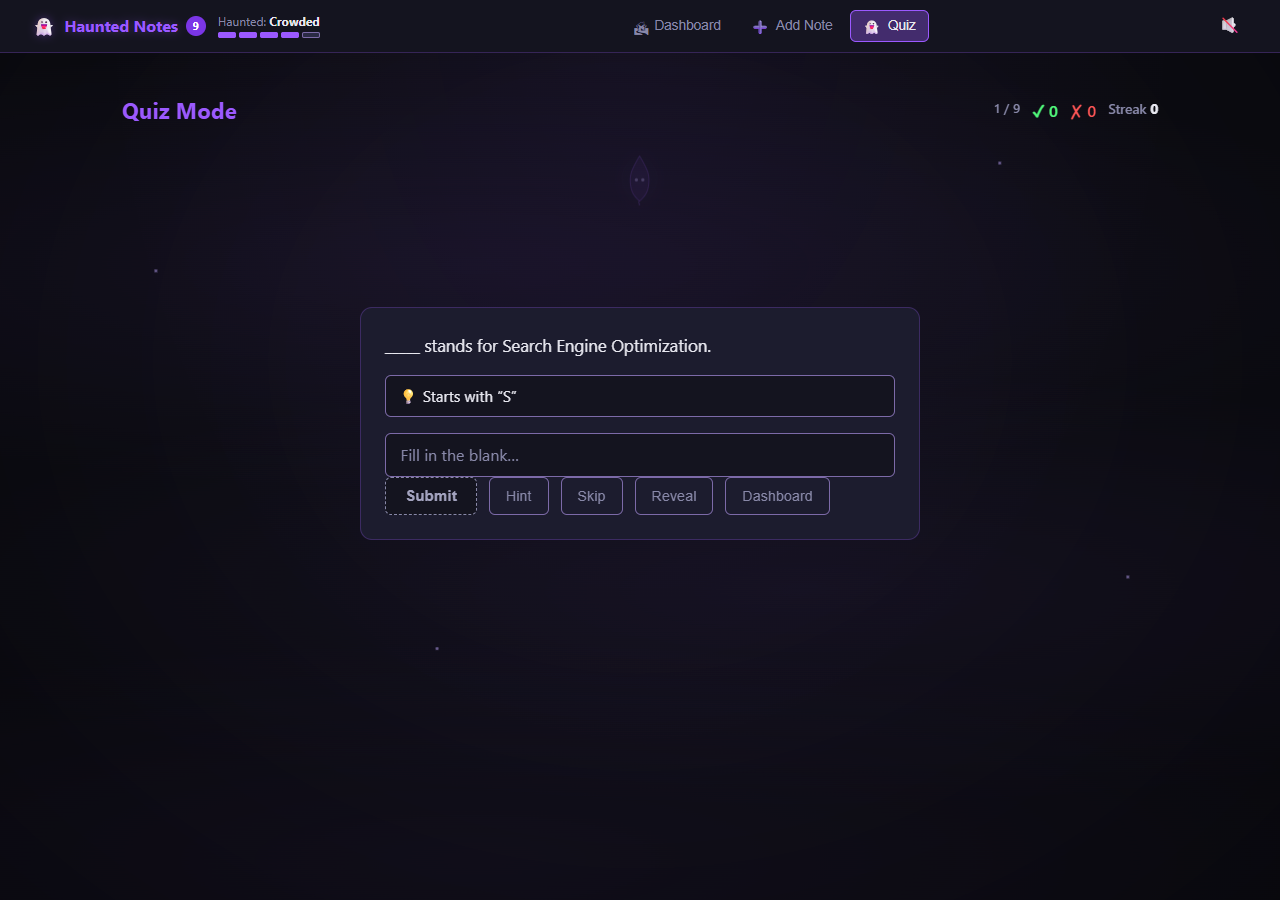 Haunted Notes 9 Haunted: Crowded Dashboard Add Note Quiz
Quiz Mode 1 / 9 ✓ 0 ✗ 0 Streak 0
_____ stands for Search Engine Optimization.
Starts with “S”
Fill in the blank...
Submit Hint Skip Reveal Dashboard